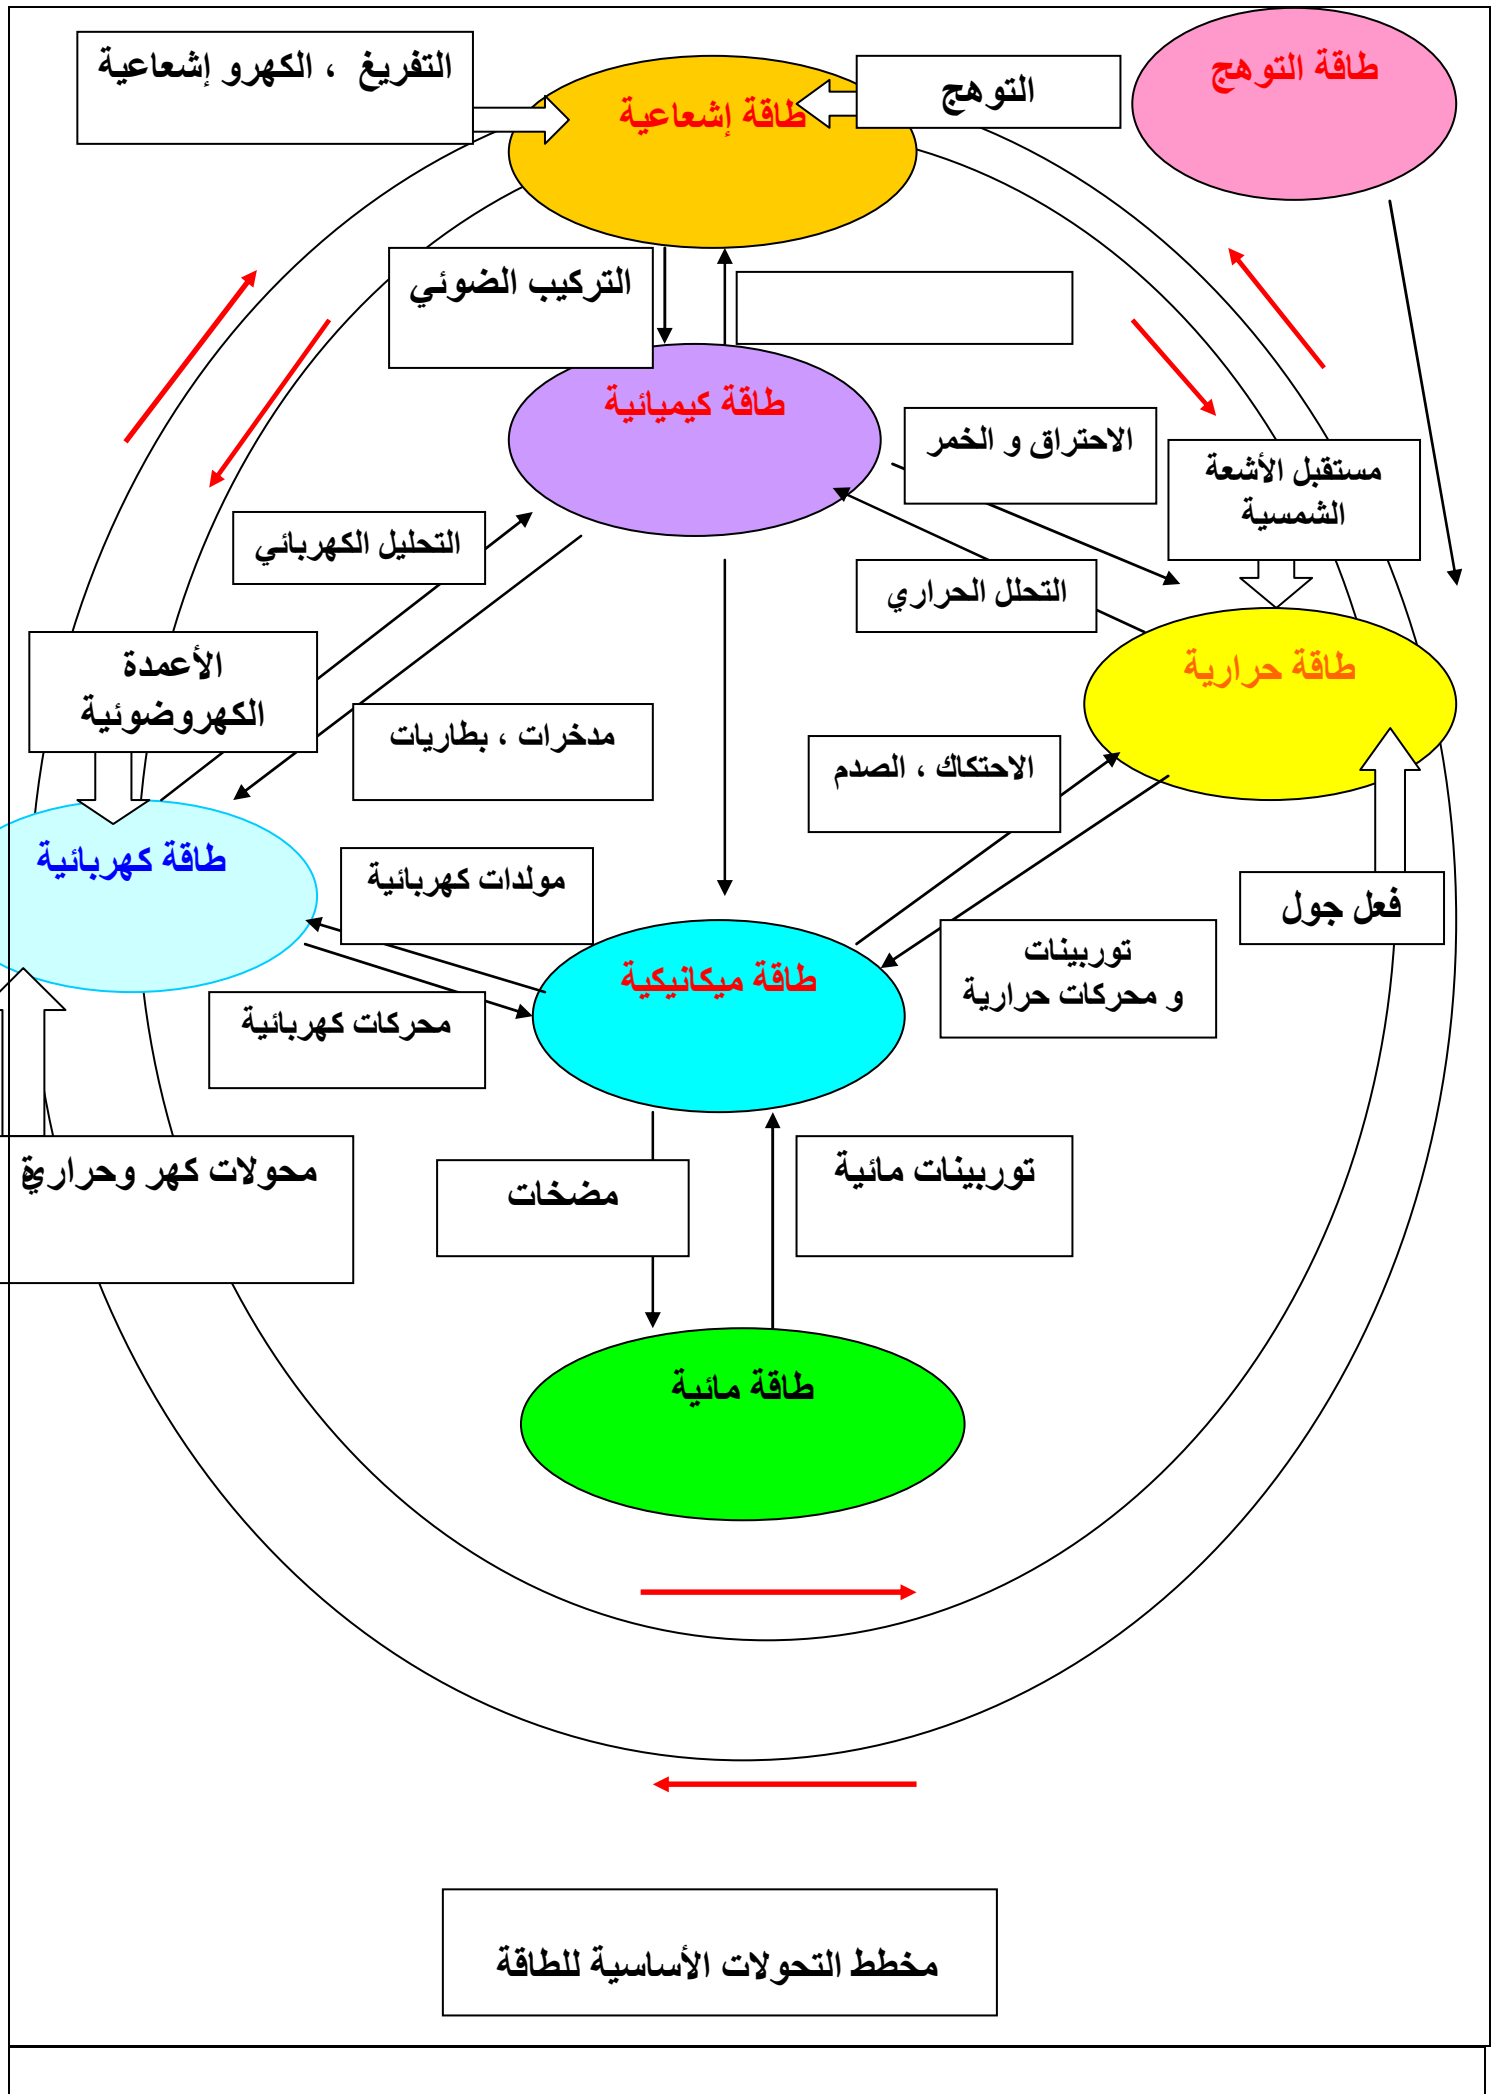 طاقة التوهج
التوهج
طاقة إشعاعية
التفريغ ، الكهرو إشعاعية
التركيب الضوئي
طاقة كيميائية
الاحتراق و الخمر
مستقبل الأشعة
الشمسية
التحليل الكهربائي
التحلل الحراري
طاقة حرارية
الأعمدة
الكهروضوئية
مدخرات ، بطاريات
الاحتكاك ، الصدم
طاقة كهربائية
مولدات كهربائية
فعل جول
توربينات
و محركات حرارية
طاقة ميكانيكية
محركات كهربائية
توربينات مائية
مضخات
محولات كهر وحرارية
طاقة مائية
مخطط التحولات الأساسية للطاقة